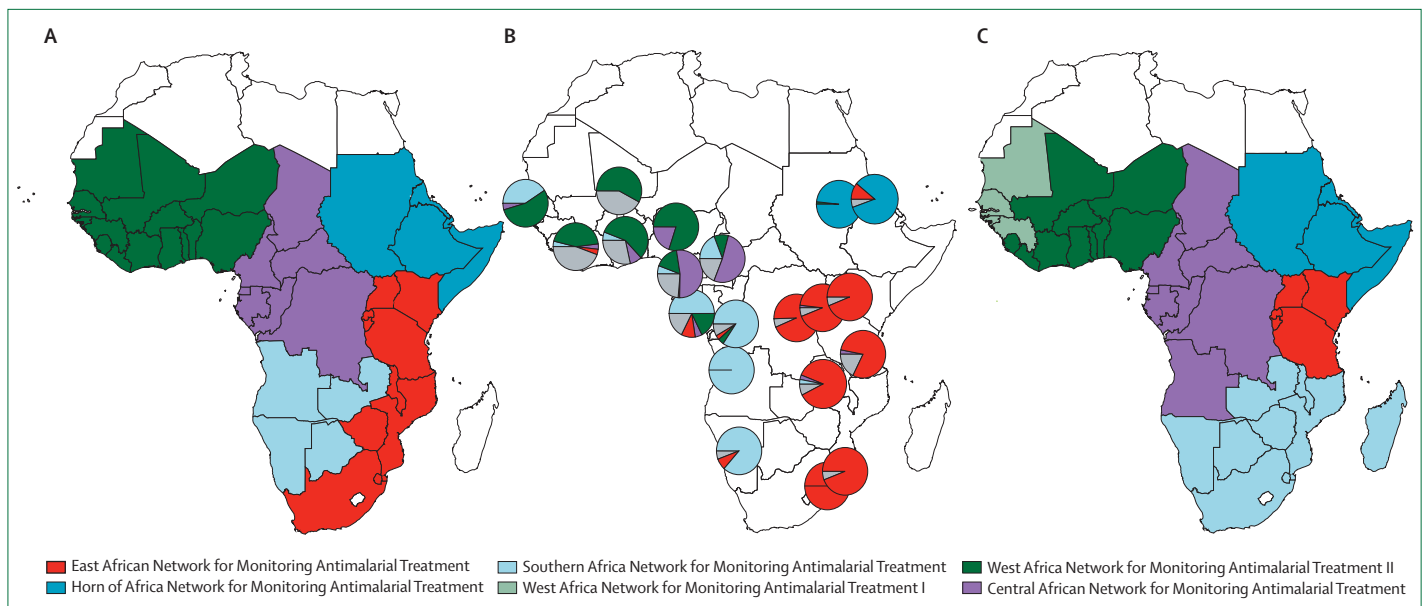 A
B
C
East African Network for Monitoring Antimalarial Treatment
Southern Africa Network for Monitoring Antimalarial Treatment
West Africa Network for Monitoring Antimalarial Treatment II
Horn of Africa Network for Monitoring Antimalarial Treatment
West Africa Network for Monitoring Antimalarial Treatment I
Central African Network for Monitoring Antimalarial Treatment